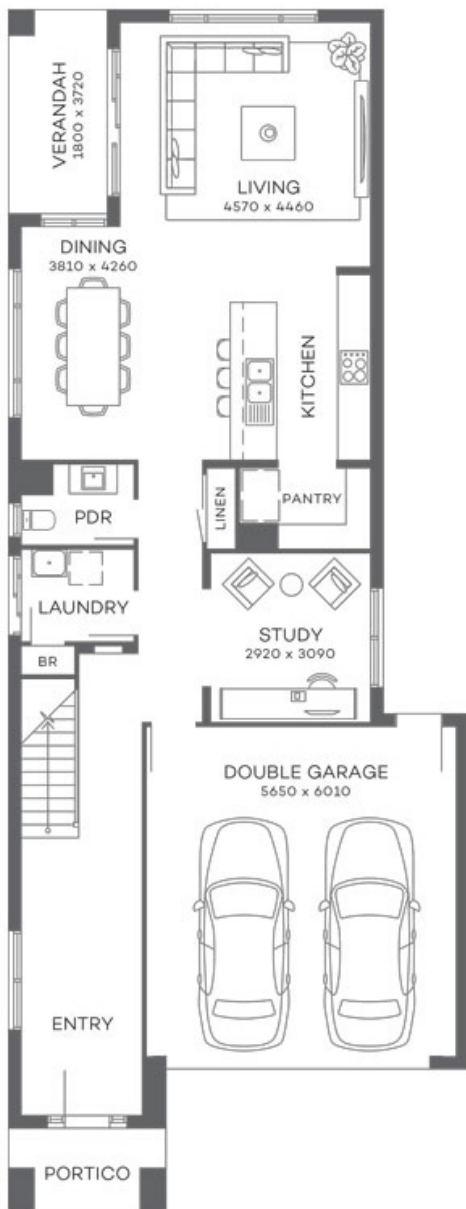 VERANDAH
1800 x 3720
LIVING
4570 x 4460
DINING
3810 x 4260
KITCHEN
PDR
LINEN
PANTRY
LAUNDRY
STUDY
2920 x 3090
BR
DOUBLE GARAGE
5650 x 6010
ENTRY
PORTICO